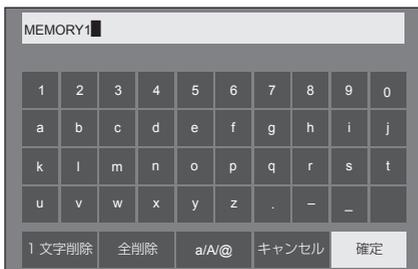 MEMORY1
1 2 3 4 5 6 7 8 9 0
a b c d e f g h i j
k l m n o p q r s t
u v w x y z . – _
1 文字削除 全削除 a/A/@ キャンセル 確定